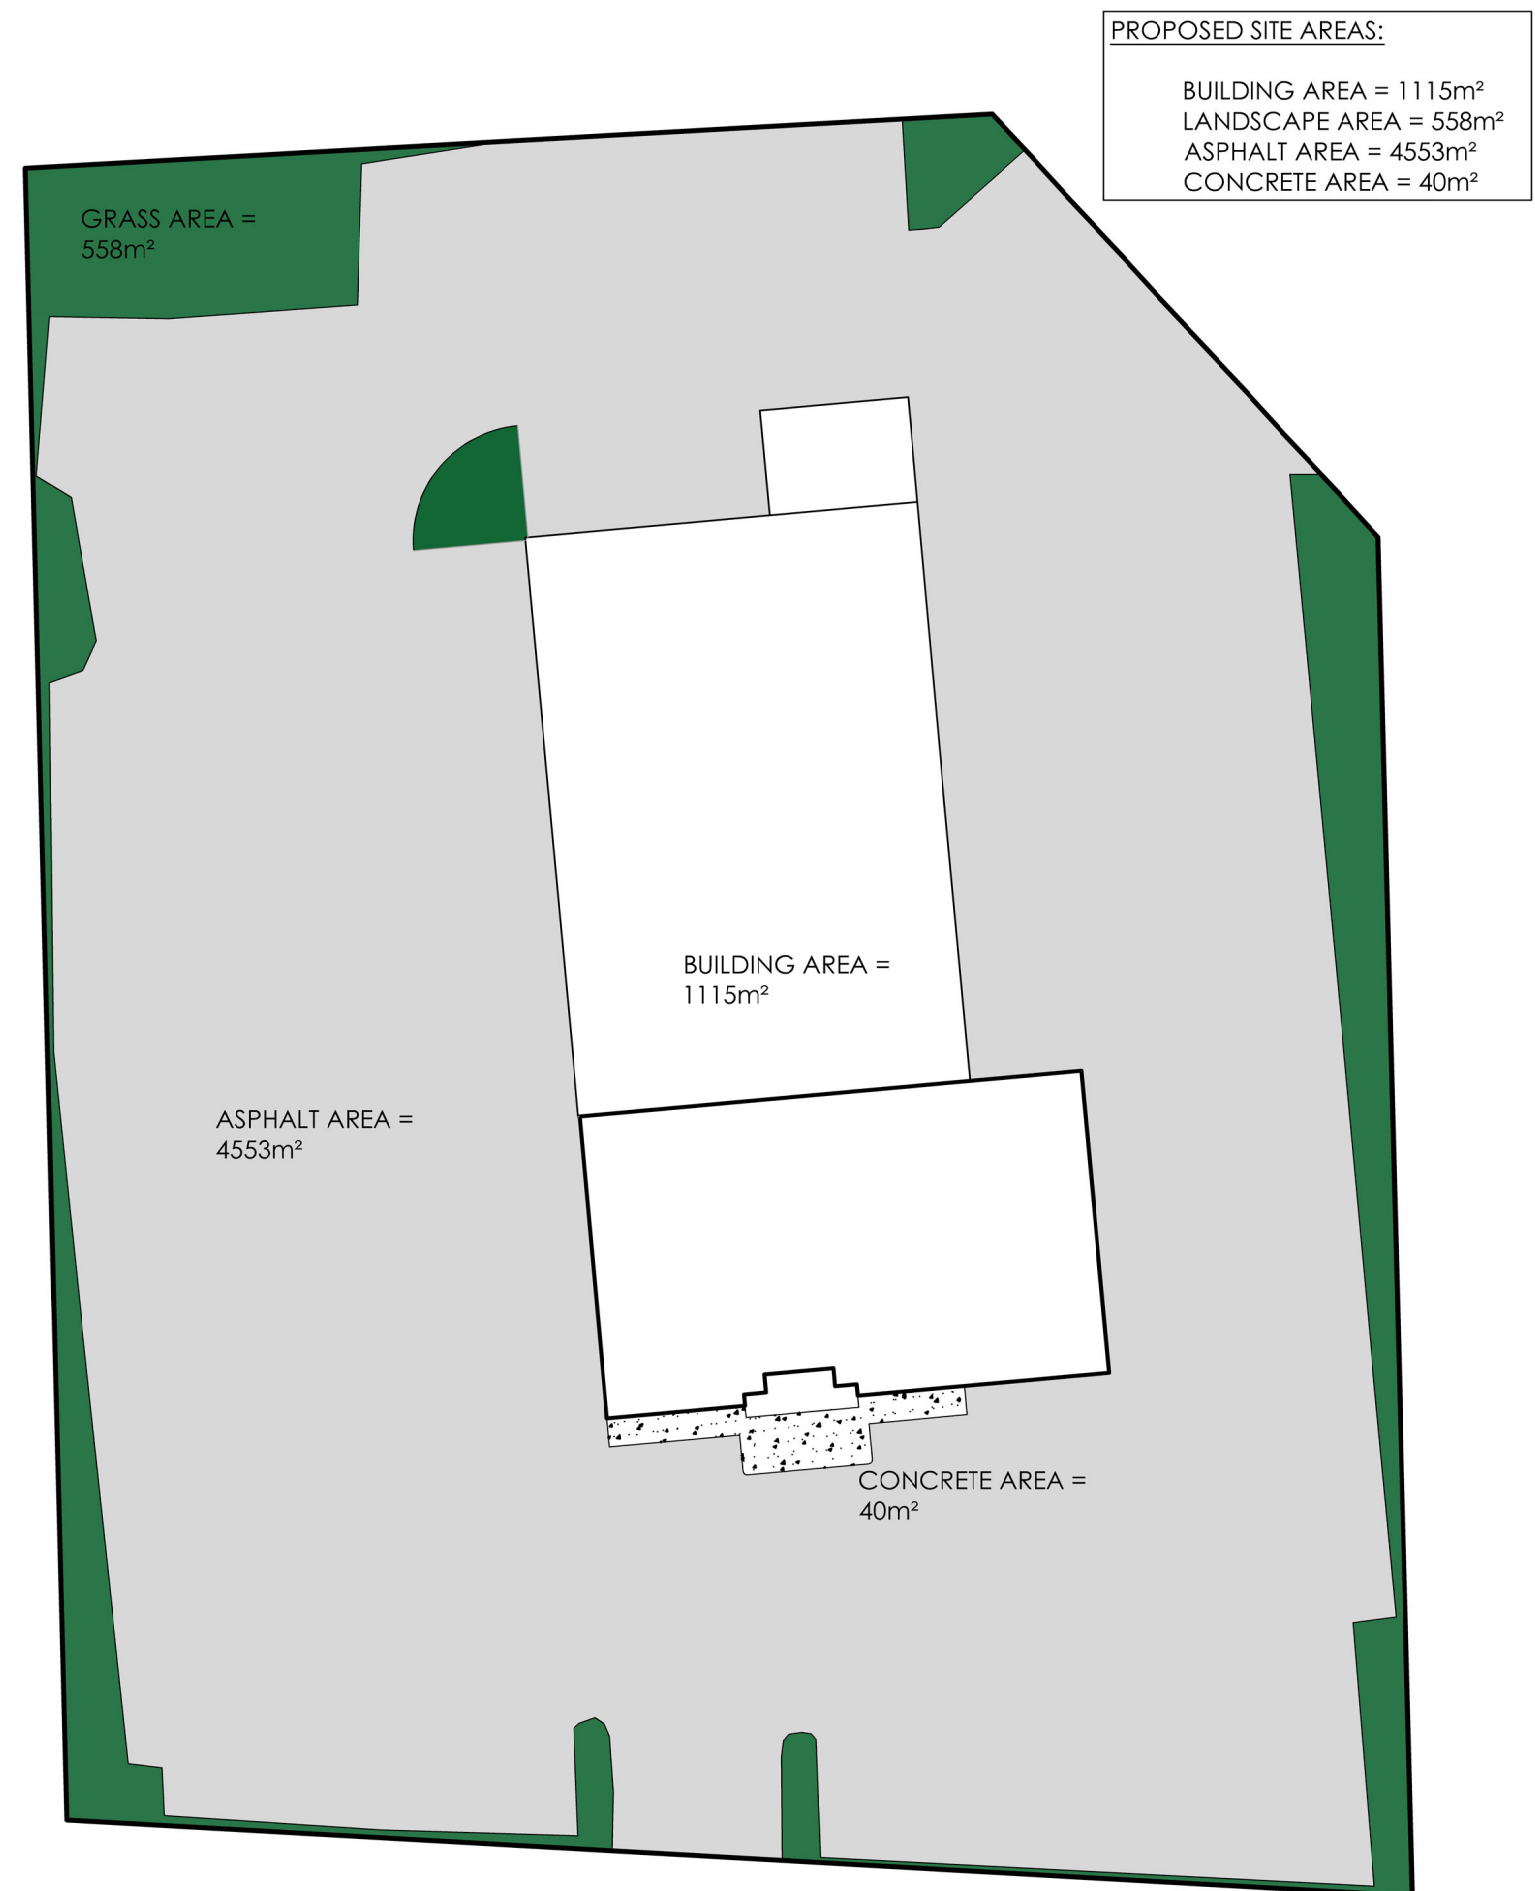 PROPOSED SITE AREAS:
BUILDING AREA = 1115m²
LANDSCAPE AREA = 558m²
ASPHALT AREA = 4553m²
CONCRETE AREA = 40m²
GRASS AREA =
558m²
BUILDING AREA =
1115m²
ASPHALT AREA =
4553m²
CONCRETE AREA =
40m²